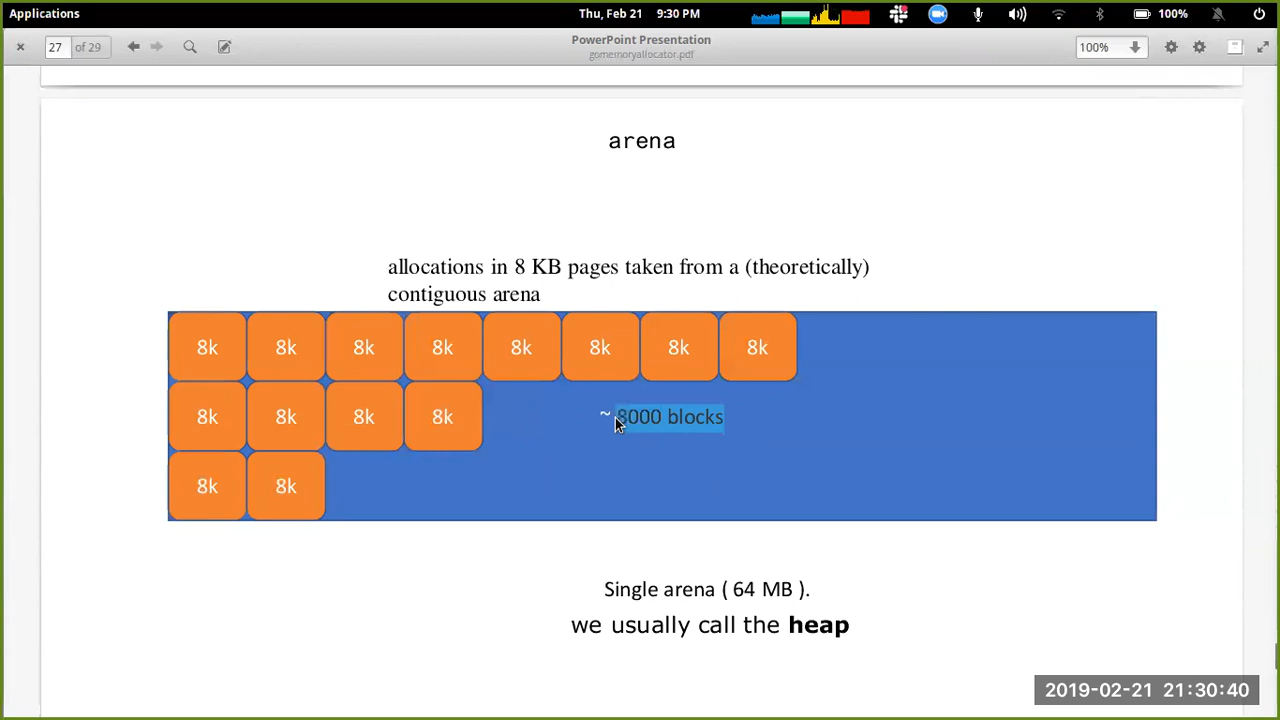 Applications
Thu, Feb 21 9:30 PM
100%
27 of 29
PowerPoint Presentation
gomemoryallocator.pdf
100%
arena
allocations in 8 KB pages taken from a (theoretically)
contiguous arena
8k 8k 8k 8k 8k 8k 8k 8k
8k 8k 8k 8k ~ 8000 blocks
8k 8k
Single arena ( 64 MB ).
we usually call the heap
2019-02-21 21:30:40